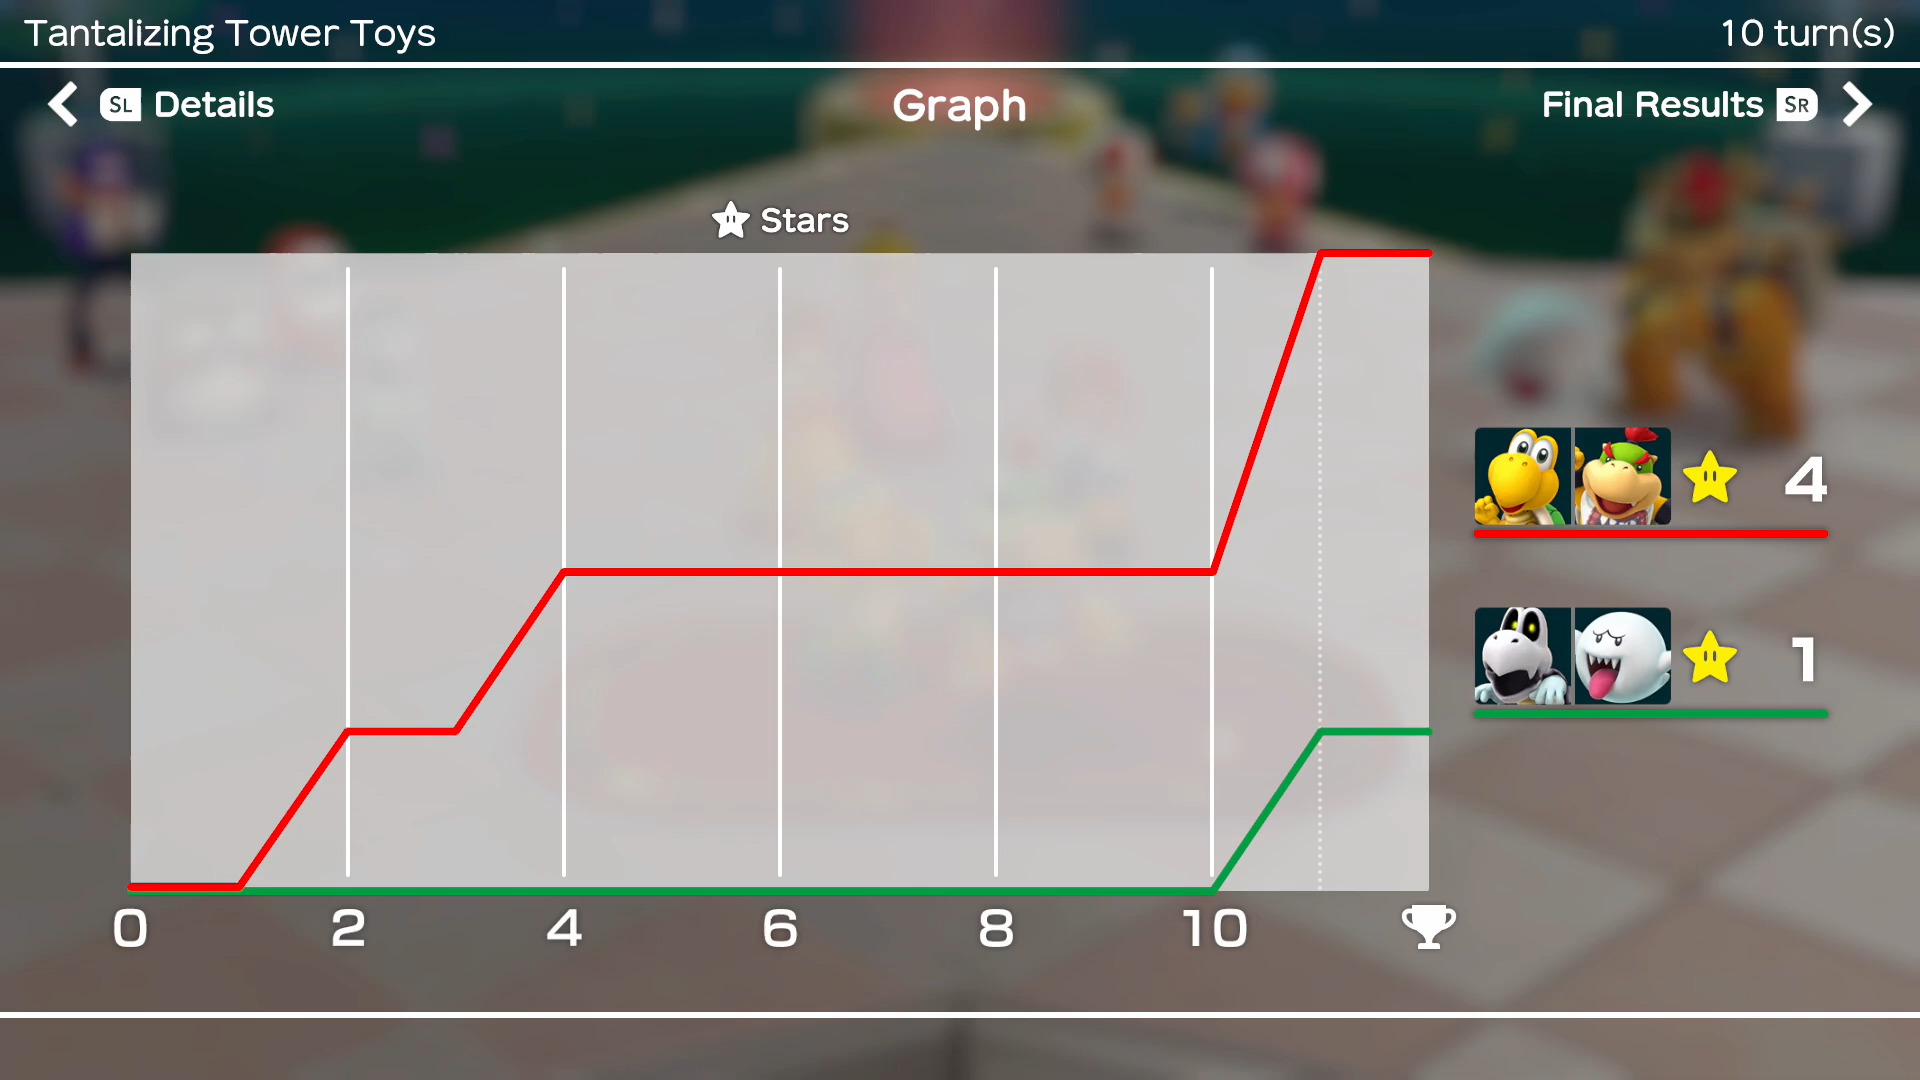 Tantalizing Tower Toys
10 turn(s)
SL Details
Graph
Final Results SR
Stars
4
1
0 2 4 6 8 10